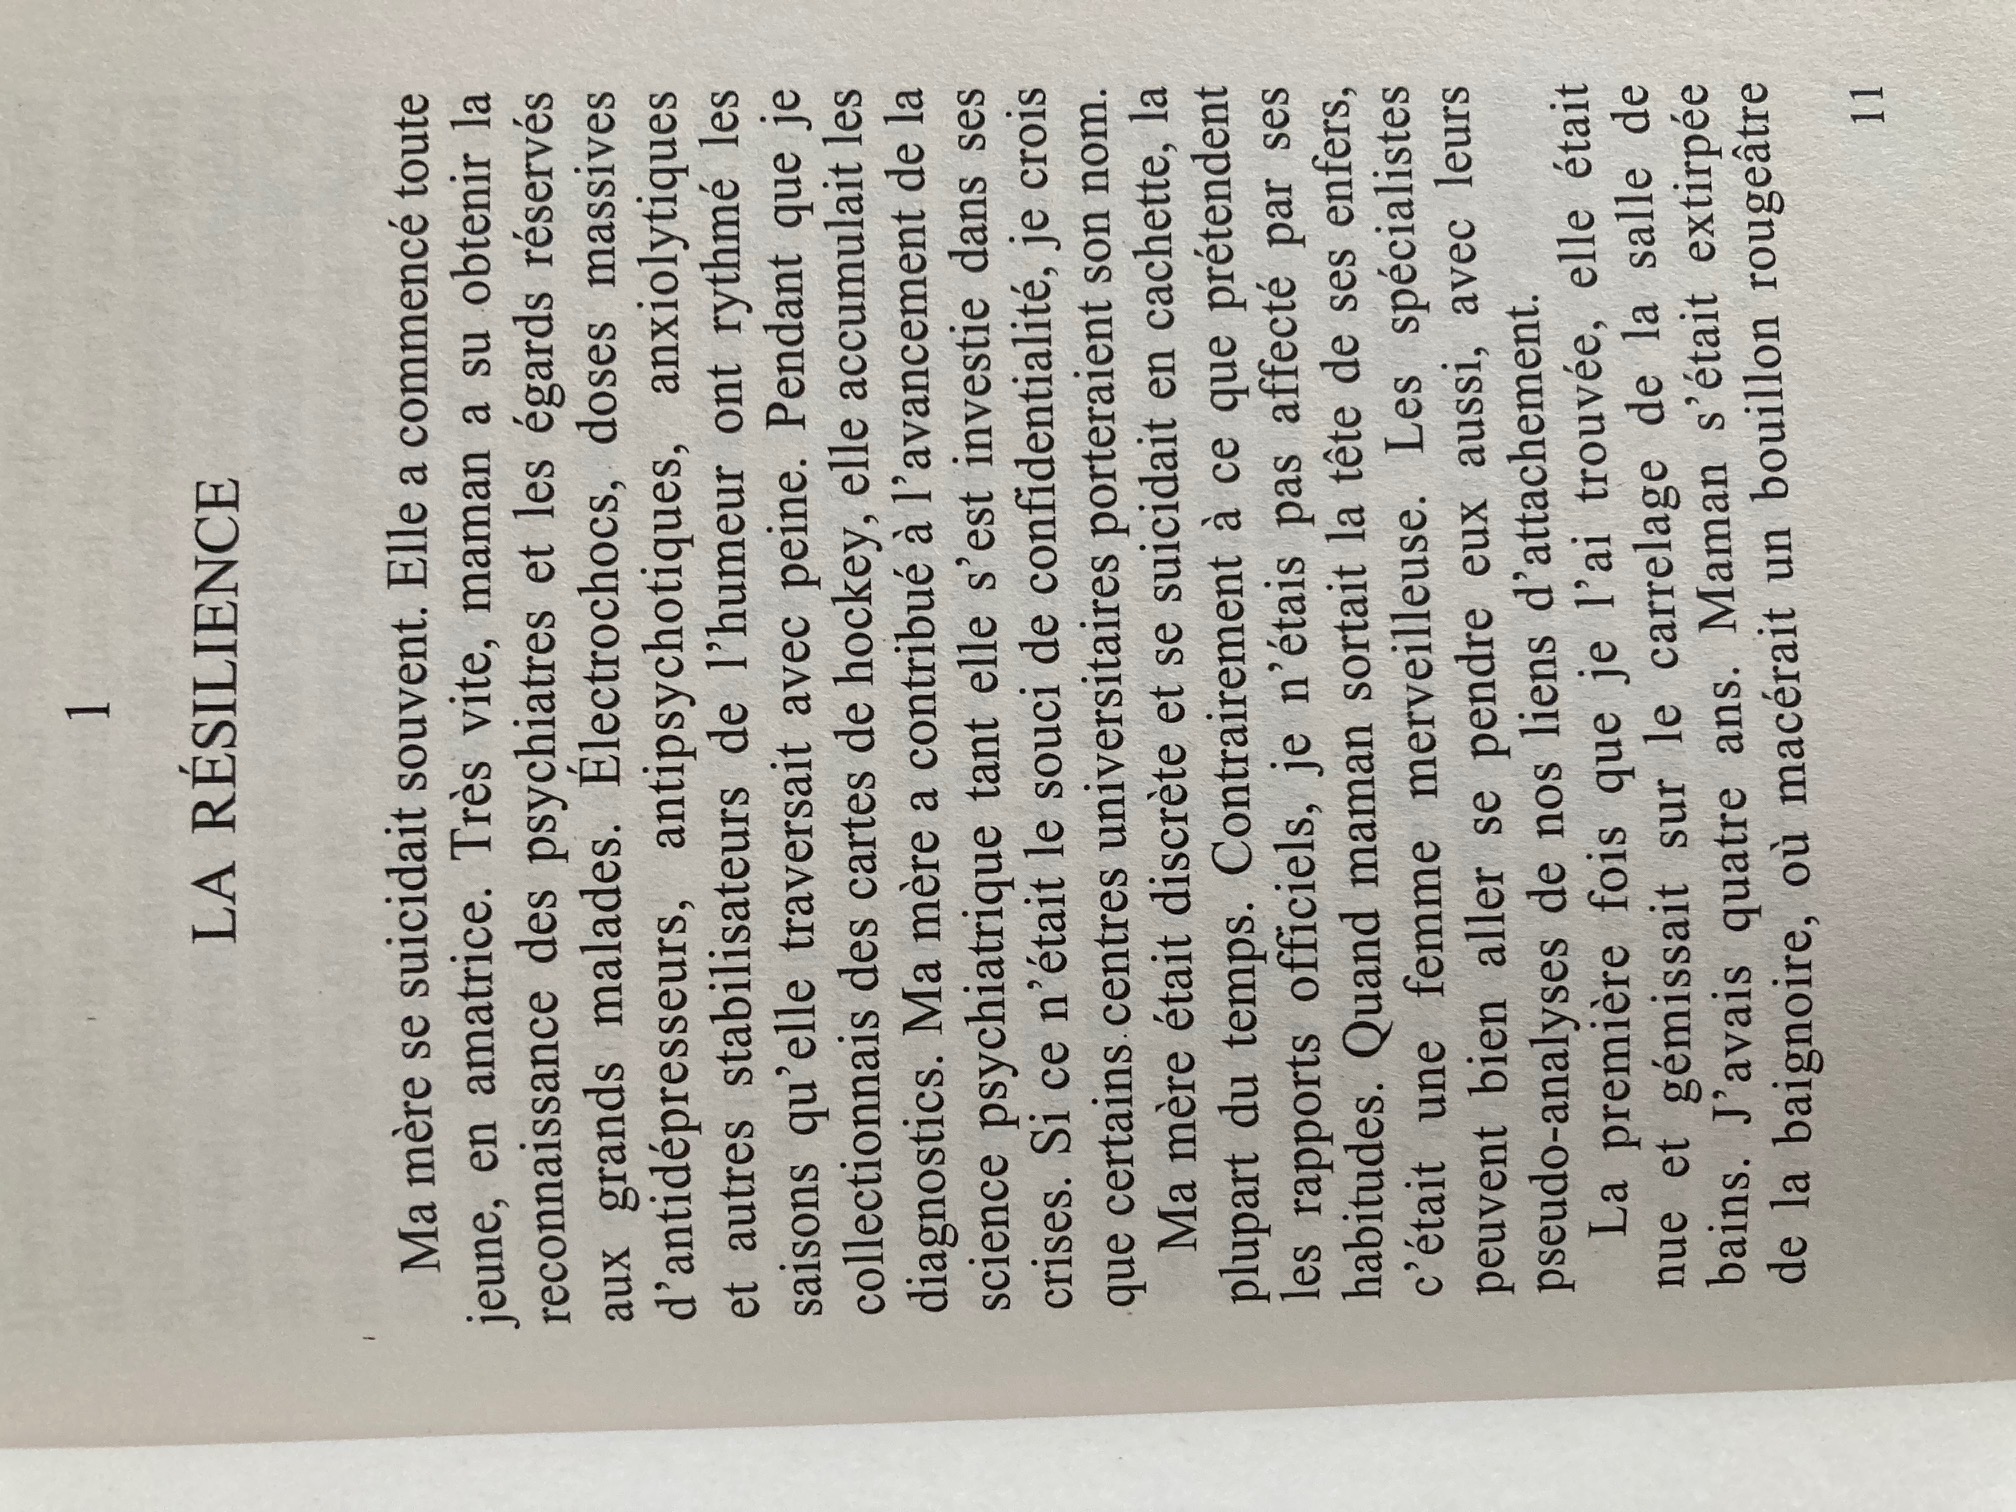 1
LA RÉSILIENCE
Ma mère se suicidait souvent. Elle a commencé toute
jeune, en amatrice. Très vite, maman a su obtenir la
reconnaissance des psychiatres et les égards réservés
aux grands malades. Électrochocs, doses massives
d’antidépresseurs, antipsychotiques, anxiolytiques
et autres stabilisateurs de l’humeur ont rythmé les
saisons qu’elle traversait avec peine. Pendant que je
collectionnais des cartes de hockey, elle accumulait les
diagnostics. Ma mère a contribué à l’avancement de la
science psychiatrique tant elle s’est investie dans ses
crises. Si ce n’était le souci de confidentialité, je crois
que certains centres universitaires porteraient son nom.
Ma mère était discrète et se suicidait en cachette, la
plupart du temps. Contrairement à ce que prétendent
les rapports officiels, je n’étais pas affecté par ses
habitudes. Quand maman sortait la tête de ses enfers,
c’était une femme merveilleuse. Les spécialistes
peuvent bien aller se pendre eux aussi, avec leurs
pseudo-analyses de nos liens d’attachement.
La première fois que je l’ai trouvée, elle était
nue et gémissait sur le carrelage de la salle de
bains. J’avais quatre ans. Maman s’était extirpée
de la baignoire, où macérait un bouillon rougeâtre
11